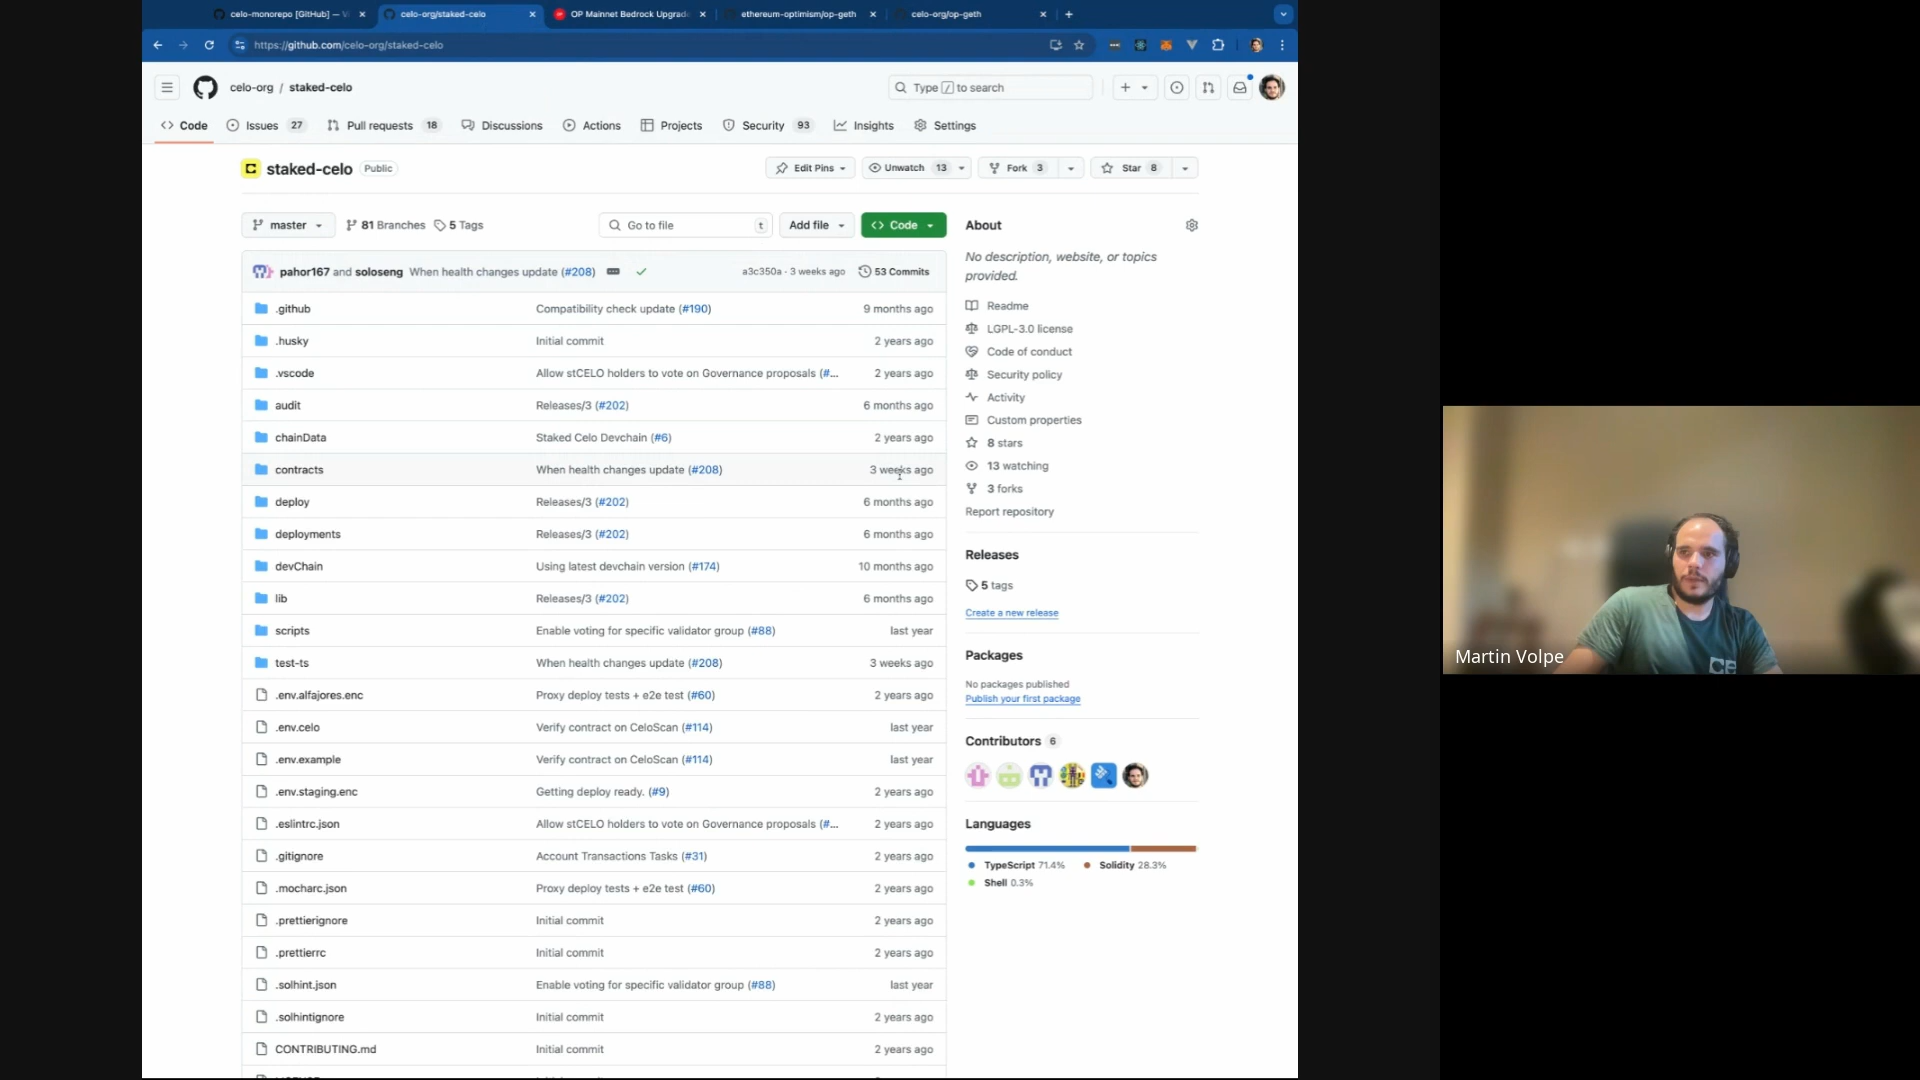 celo-monorepo [GitHub] —
celo-org/staked-celo
OP Mainnet Bedrock Upgrade
ethereum-optimism/op-geth
celo-org/op-geth
https://github.com/celo-org/staked-celo
celo-org / staked-celo
Type / to search
Code
Issues 27
Pull requests 18
Discussions
Actions
Projects
Security 93
Insights
Settings
staked-celo Public
Edit Pins
Unwatch 13
Fork 3
Star 8
master
81 Branches
5 Tags
Go to file t
Add file
Code
pahor167 and soloseng When health changes update (#208)
a3c350a · 3 weeks ago
53 Commits
.github Compatibility check update (#190) 9 months ago
.husky Initial commit 2 years ago
.vscode Allow stCELO holders to vote on Governance proposals (#... 2 years ago
audit Releases/3 (#202) 6 months ago
chainData Staked Celo Devchain (#6) 2 years ago
contracts When health changes update (#208) 3 weeks ago
deploy Releases/3 (#202) 6 months ago
deployments Releases/3 (#202) 6 months ago
devChain Using latest devchain version (#174) 10 months ago
lib Releases/3 (#202) 6 months ago
scripts Enable voting for specific validator group (#88) last year
test-ts When health changes update (#208) 3 weeks ago
.env.alfajores.enc Proxy deploy tests + e2e test (#60) 2 years ago
.env.celo Verify contract on CeloScan (#114) last year
.env.example Verify contract on CeloScan (#114) last year
.env.staging.enc Getting deploy ready. (#9) 2 years ago
.eslintrc.json Allow stCELO holders to vote on Governance proposals (#... 2 years ago
.gitignore Account Transactions Tasks (#31) 2 years ago
.mocharc.json Proxy deploy tests + e2e test (#60) 2 years ago
.prettierignore Initial commit 2 years ago
.prettierrc Initial commit 2 years ago
.solhint.json Enable voting for specific validator group (#88) last year
.solhintignore Initial commit 2 years ago
CONTRIBUTING.md Initial commit 2 years ago
About
No description, website, or topics
provided.
Readme
LGPL-3.0 license
Code of conduct
Security policy
Activity
Custom properties
8 stars
13 watching
3 forks
Report repository
Releases
5 tags
Create a new release
Packages
No packages published
Publish your first package
Contributors 6
Languages
TypeScript 71.4%
Solidity 28.3%
Shell 0.3%
Martin Volpe